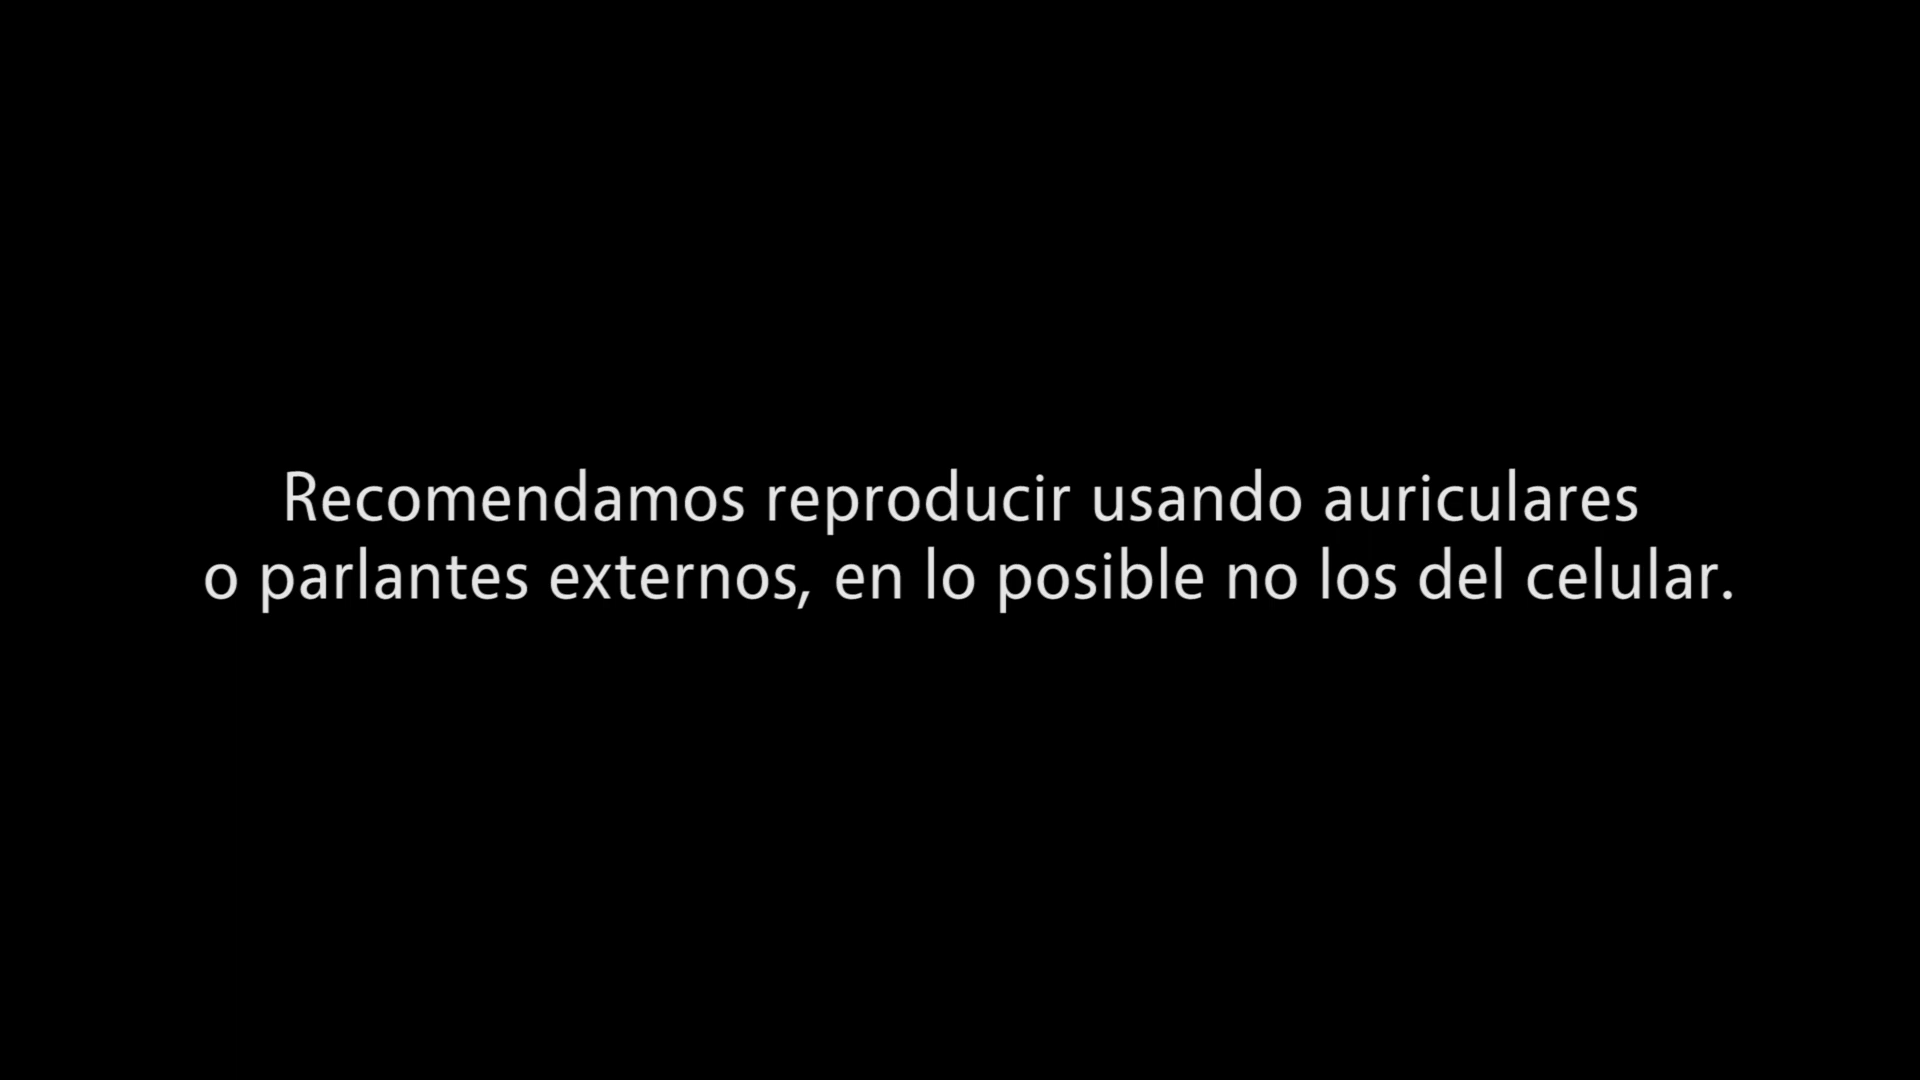 Recomendamos reproducir usando auriculares
o parlantes externos, en lo posible no los del celular.